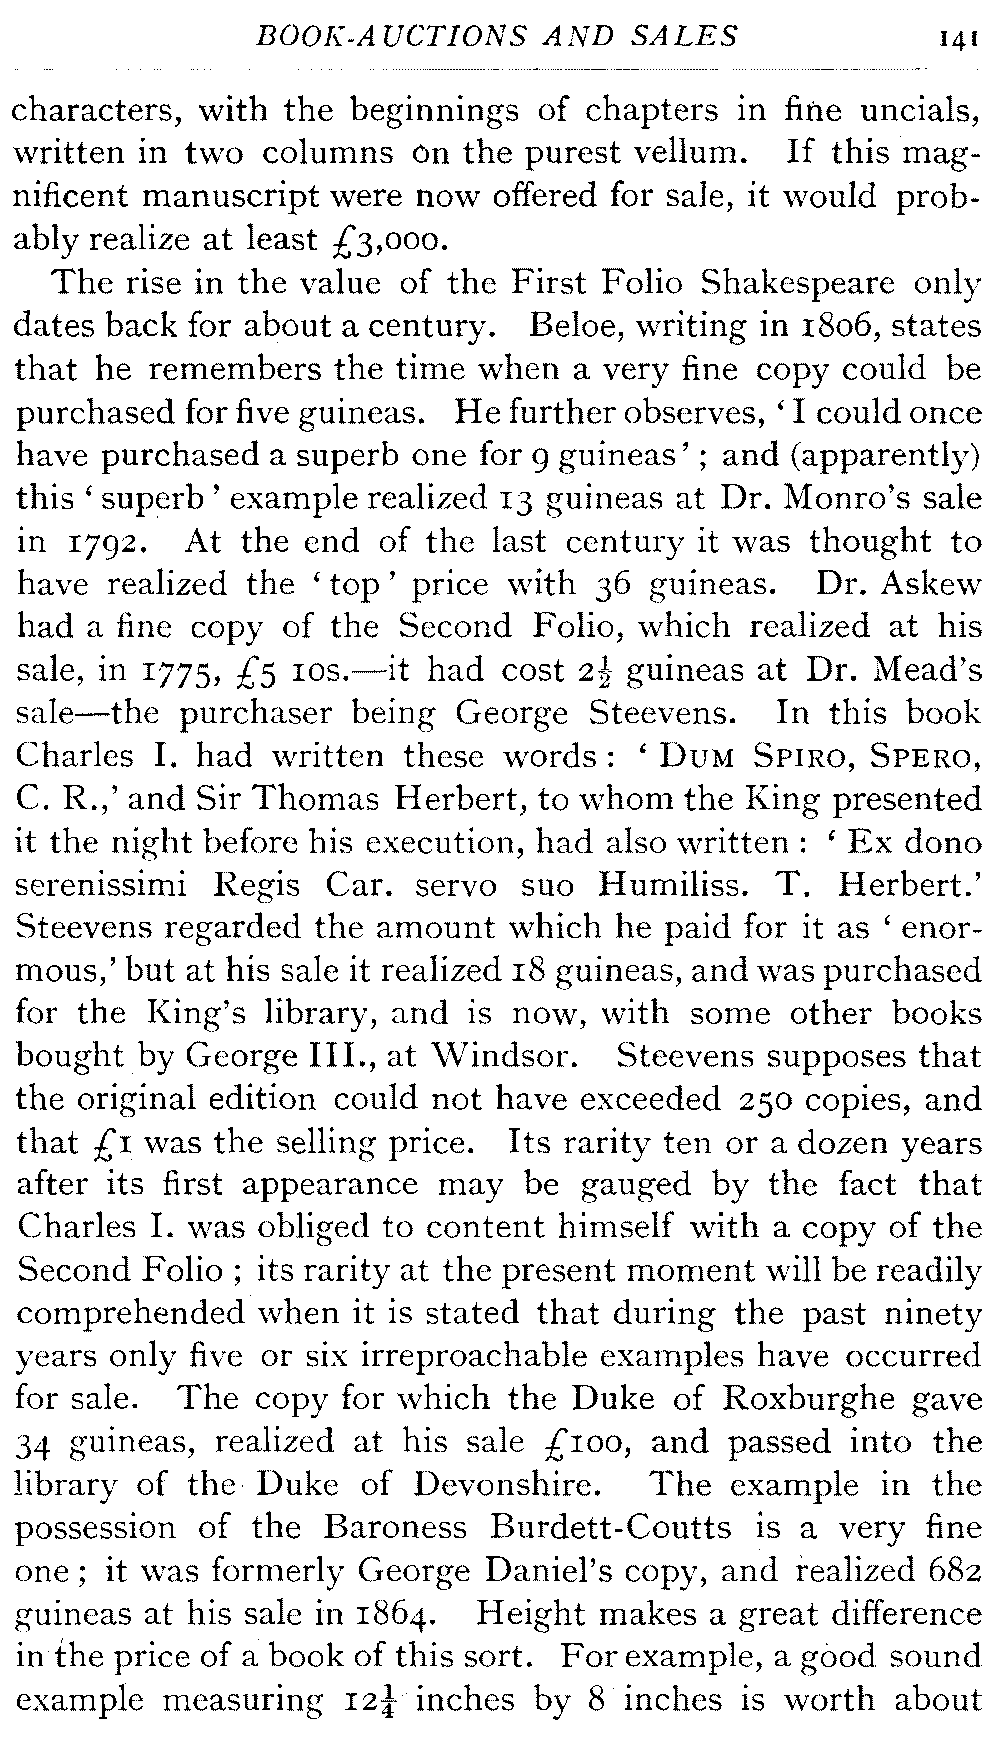 BOOK-AUCTIONS AND SALES 141
characters, with the beginnings of chapters in fine uncials,
written in two columns on the purest vellum. If this mag-
nificent manuscript were now offered for sale, it would prob-
ably realize at least £3,000.
The rise in the value of the First Folio Shakespeare only
dates back for about a century. Beloe, writing in 1806, states
that he remembers the time when a very fine copy could be
purchased for five guineas. He further observes, ‘ I could once
have purchased a superb one for 9 guineas’ ; and (apparently)
this ‘ superb ’ example realized 13 guineas at Dr. Monro’s sale
in 1792. At the end of the last century it was thought to
have realized the ‘ top ’ price with 36 guineas. Dr. Askew
had a fine copy of the Second Folio, which realized at his
sale, in 1775, £5 10s.—it had cost 2½ guineas at Dr. Mead’s
sale—the purchaser being George Steevens. In this book
Charles I. had written these words : ‘ DUM SPIRO, SPERO,
C. R.,’ and Sir Thomas Herbert, to whom the King presented
it the night before his execution, had also written : ‘ Ex dono
serenissimi Regis Car. servo suo Humiliss. T. Herbert.’
Steevens regarded the amount which he paid for it as ‘ enor-
mous,’ but at his sale it realized 18 guineas, and was purchased
for the King’s library, and is now, with some other books
bought by George III., at Windsor. Steevens supposes that
the original edition could not have exceeded 250 copies, and
that £1 was the selling price. Its rarity ten or a dozen years
after its first appearance may be gauged by the fact that
Charles I. was obliged to content himself with a copy of the
Second Folio ; its rarity at the present moment will be readily
comprehended when it is stated that during the past ninety
years only five or six irreproachable examples have occurred
for sale. The copy for which the Duke of Roxburghe gave
34 guineas, realized at his sale £100, and passed into the
library of the Duke of Devonshire. The example in the
possession of the Baroness Burdett-Coutts is a very fine
one ; it was formerly George Daniel’s copy, and realized 682
guineas at his sale in 1864. Height makes a great difference
in the price of a book of this sort. For example, a good sound
example measuring 12¼ inches by 8 inches is worth about